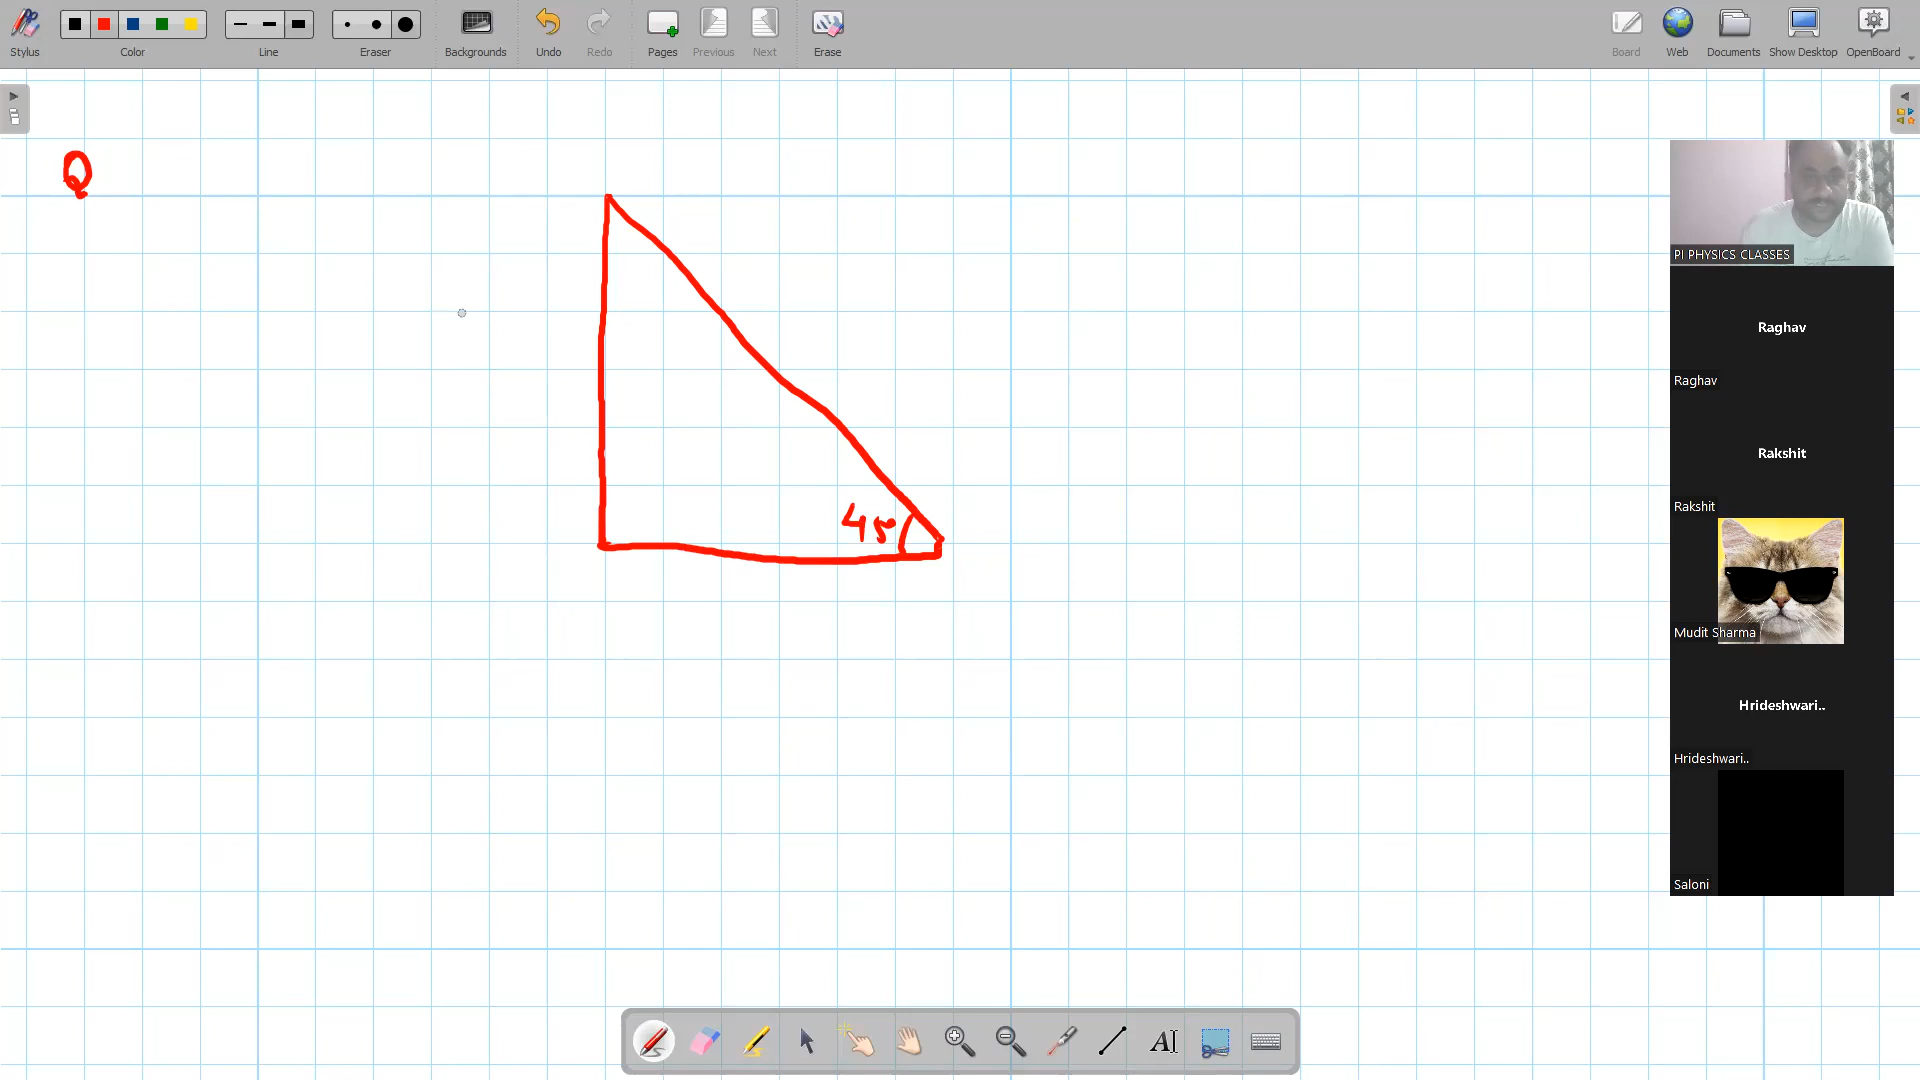 Stylus Color Line Eraser Backgrounds Undo Redo Pages Previous Next Erase Board Web Documents Show Desktop OpenBoard
Q
PI PHYSICS CLASSES
Raghav
Raghav
Rakshit
Rakshit
45°
Mudit Sharma
Hrideshwari..
Hrideshwari..
Saloni